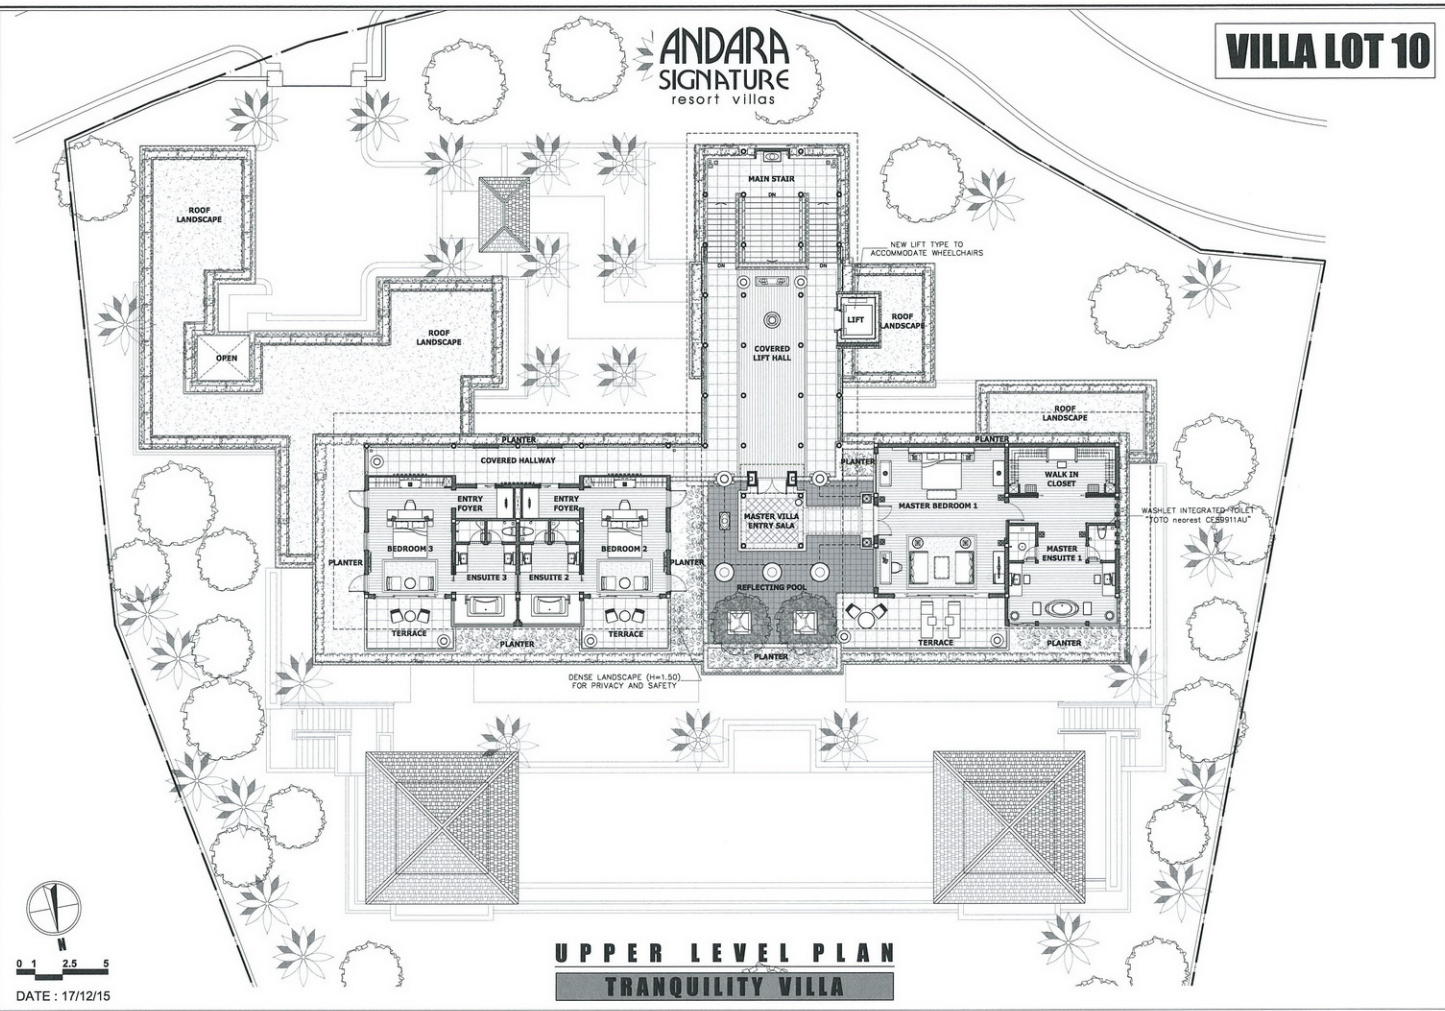 ANDARA
SIGNATURE
resort villas
VILLA LOT 10
MAIN STAIR
DN
DN
DN
ROOF
LANDSCAPE
NEW LIFT TYPE TO
ACCOMMODATE WHEELCHAIRS
LIFT
ROOF
LANDSCAPE
ROOF
LANDSCAPE
OPEN
COVERED
LIFT HALL
ROOF
LANDSCAPE
PLANTER
PLANTER
COVERED HALLWAY
PLANTER
WALK IN
CLOSET
ENTRY
FOYER
ENTRY
FOYER
MASTER BEDROOM 1
MASTER VILLA
ENTRY SALA
WASHLET INTEGRATED TOILET
"TOTO nearest CES9911AU"
BEDROOM 3
BEDROOM 2
MASTER
ENSUITE 1
PLANTER
PLANTER
ENSUITE 3
ENSUITE 2
REFLECTING POOL
TERRACE
TERRACE
PLANTER
TERRACE
PLANTER
PLANTER
DENSE LANDSCAPE (H=1.50)
FOR PRIVACY AND SAFETY
N
0 1 2.5 5
DATE : 17/12/15
UPPER LEVEL PLAN
TRANQUILITY VILLA